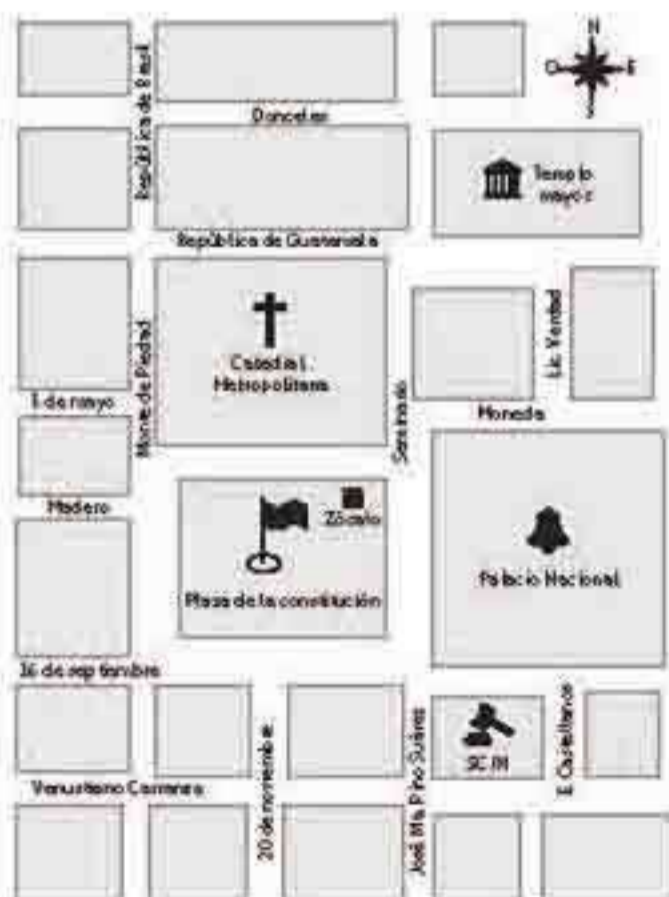 N
O
E
República de Brasil
Donceles
Templo
mayor
República de Guatemala
Catedral
Metropolitana
Monte de Piedad
Seminario
Lic. Verdad
Moneda
5 de mayo
Madero
Zócalo
Plaza de la constitución
Palacio Nacional
16 de septiembre
SCJN
20 de noviembre
José Ma. Pino Suárez
E. Castellanos
Venustiano Carranza